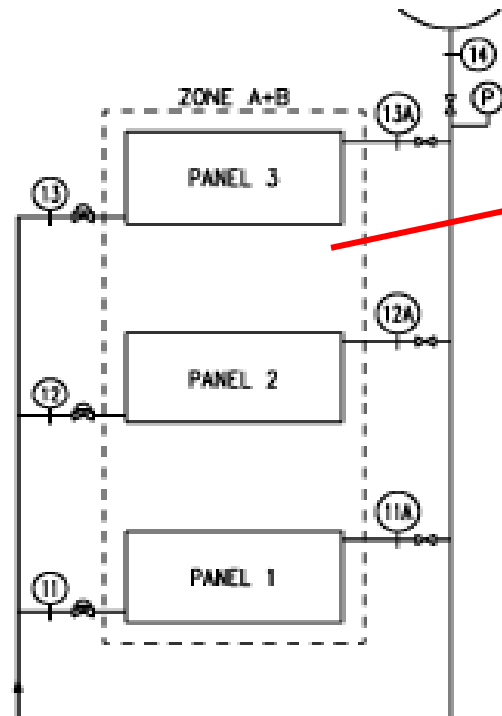 14
P
ZONE A+B
13A
PANEL 3
13
12A
PANEL 2
12
11A
PANEL 1
11